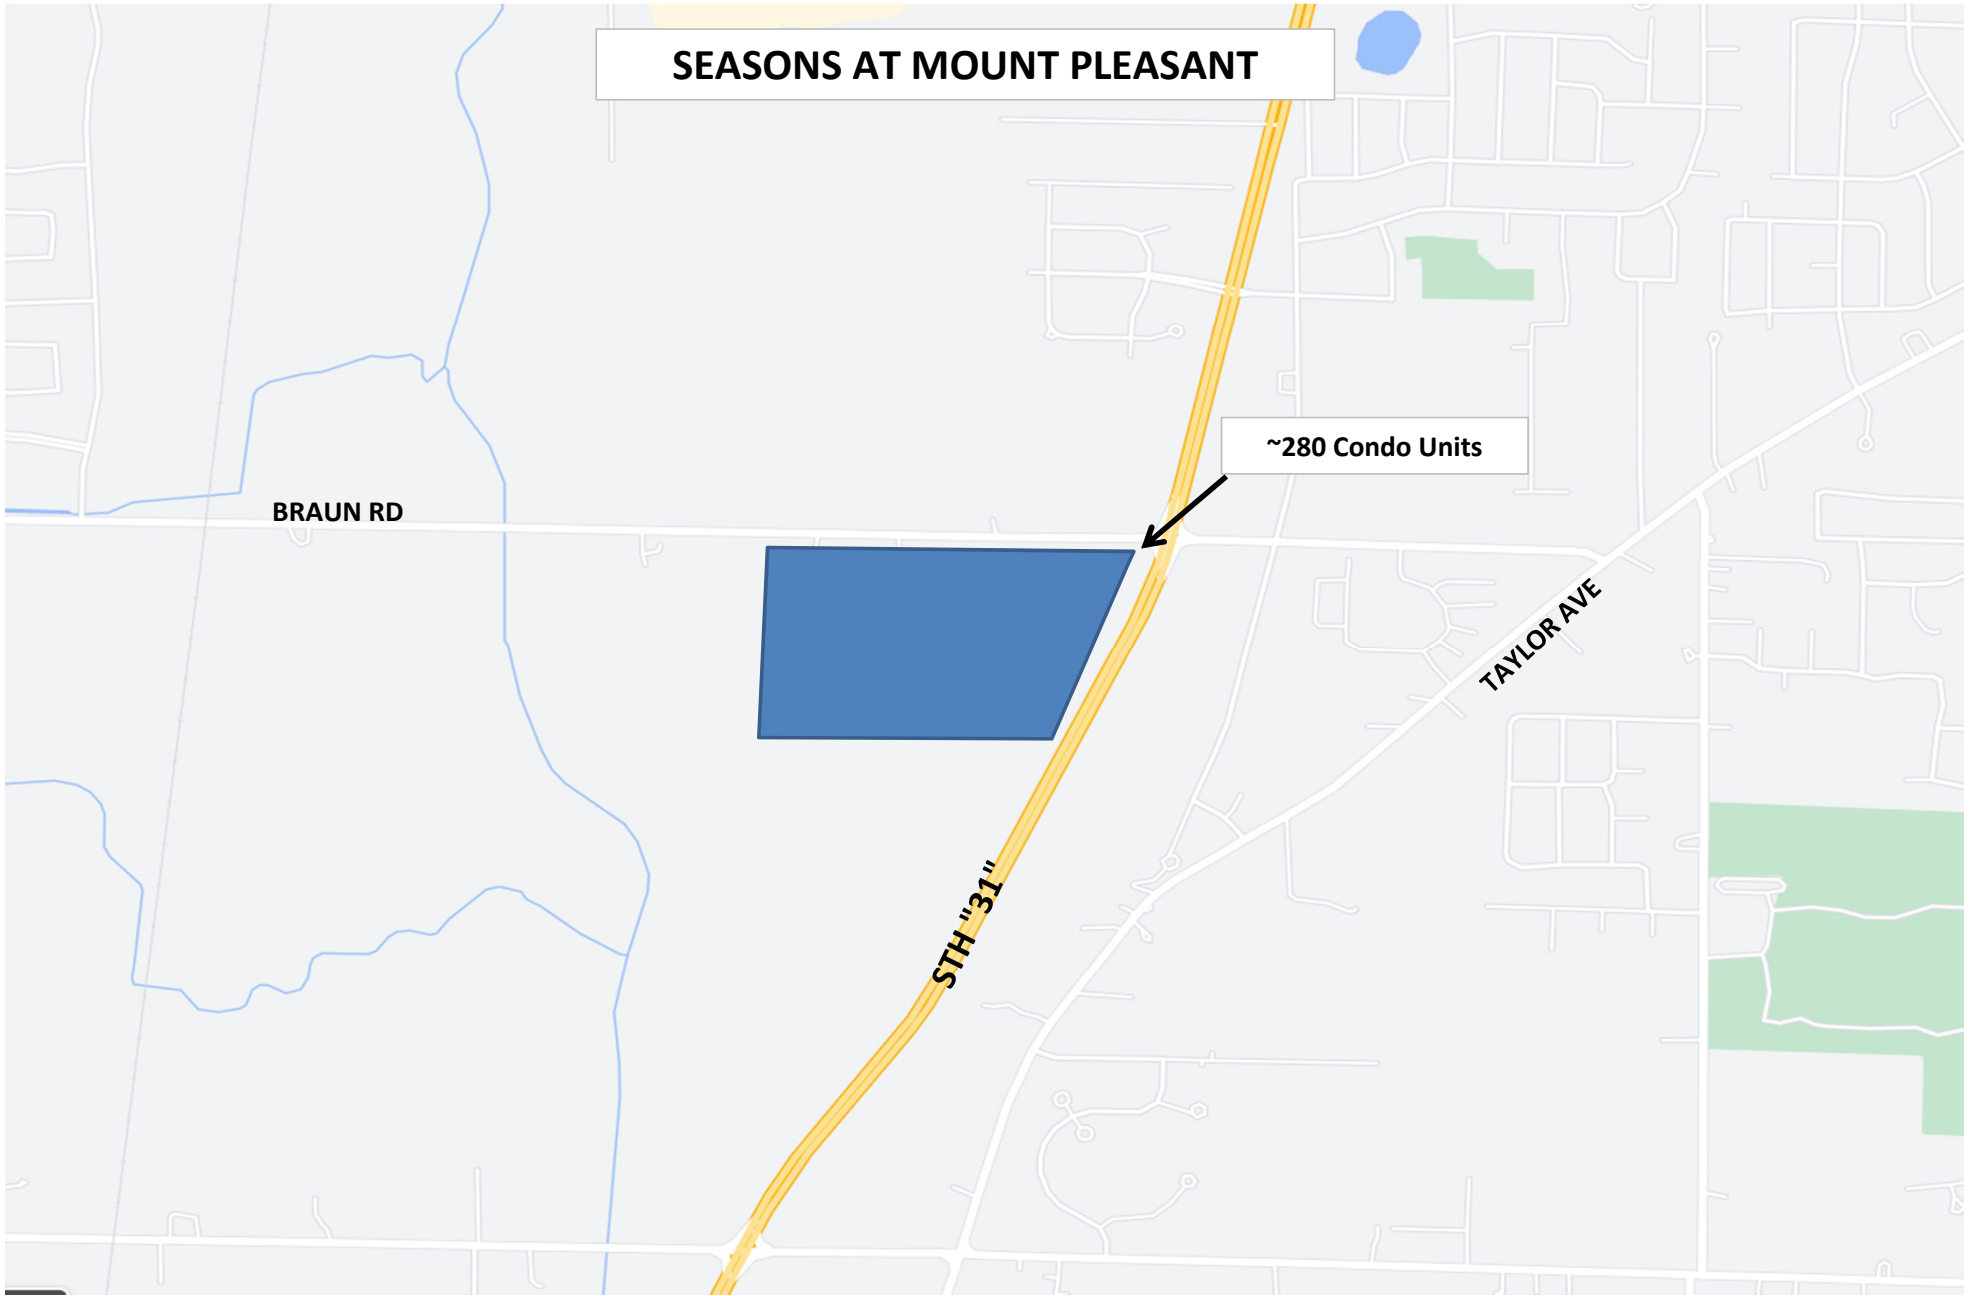 SEASONS AT MOUNT PLEASANT
~280 Condo Units
BRAUN RD
TAYLOR AVE
STH "31"